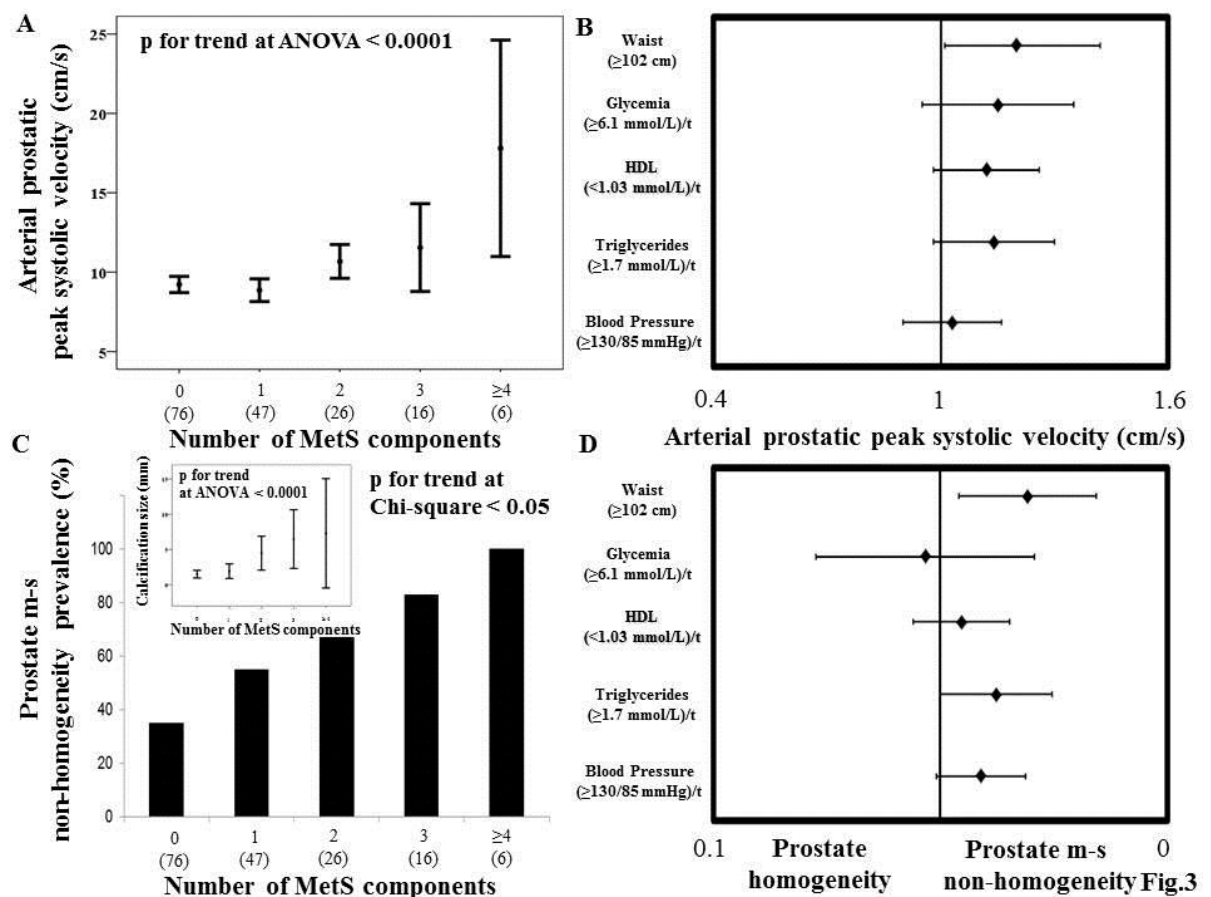 A
p for trend at ANOVA < 0.0001
Arterial prostatic
peak systolic velocity (cm/s)
25
20
15
10
5
0
1
2
3
≥4
(76)
(47)
(26)
(16)
(6)
Number of MetS components
B
Waist
(≥102 cm)
Glycemia
(≥6.1 mmol/L)/t
HDL
(<1.03 mmol/L)/t
Triglycerides
(≥1.7 mmol/L)/t
Blood Pressure
(≥130/85 mmHg)/t
0.4
1
1.6
Arterial prostatic peak systolic velocity (cm/s)
C
p for trend at
Chi-square < 0.05
Prostate m-s
non-homogeneity prevalence (%)
100
80
60
40
20
0
p for trend
at ANOVA < 0.0001
Calcification size (mm)
Number of MetS components
0
1
2
3
≥4
(76)
(47)
(26)
(16)
(6)
Number of MetS components
D
Waist
(≥102 cm)
Glycemia
(≥6.1 mmol/L)/t
HDL
(<1.03 mmol/L)/t
Triglycerides
(≥1.7 mmol/L)/t
Blood Pressure
(≥130/85 mmHg)/t
0.1
Prostate
homogeneity
Prostate m-s
non-homogeneity
0
Fig.3